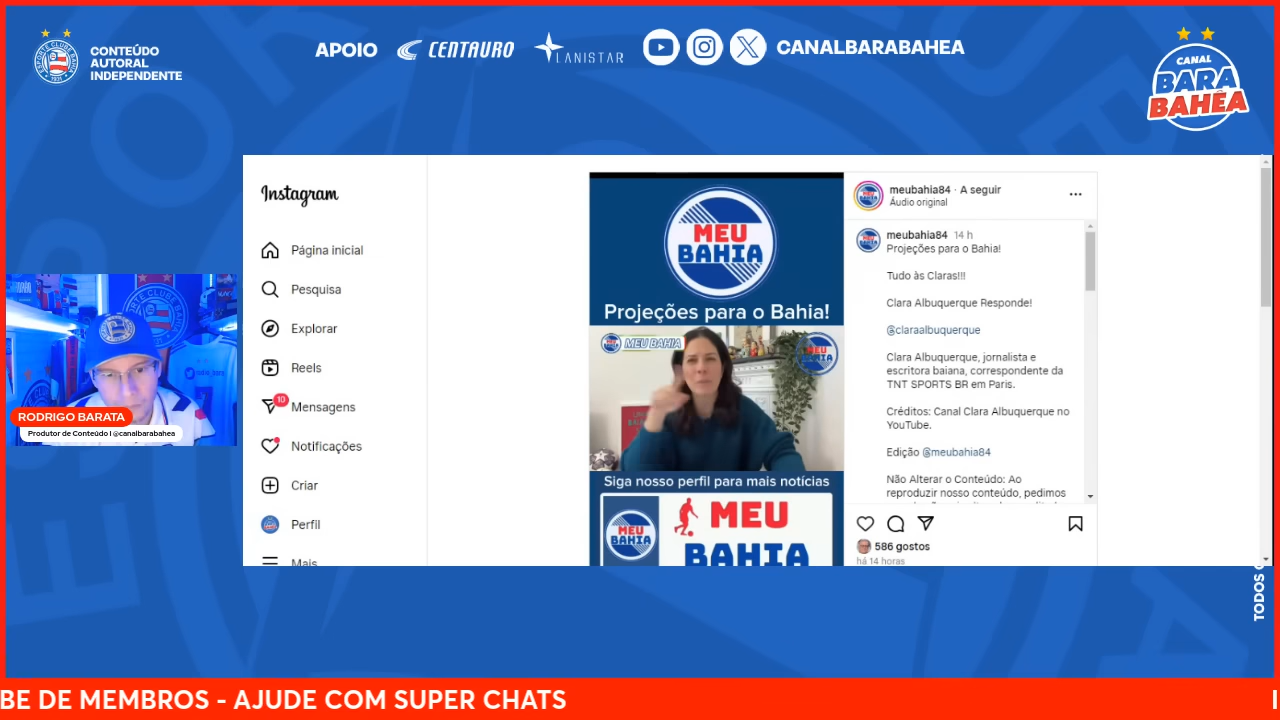 CONTEÚDO
AUTORAL
INDEPENDENTE
APOIO
CENTAURO
LANISTAR
CANALBARABAHEA
CANAL
BARA
BAHÊA
Instagram
Página inicial
Pesquisa
Explorar
Reels
10
Mensagens
Notificações
Criar
Perfil
Mais
MEU
BAHIA
Projeções para o Bahia!
MEU BAHIA
Siga nosso perfil para mais notícias
MEU
BAHIA
MEU
BAHIA
meubahia84 · A seguir
Áudio original
meubahia84 14 h
Projeções para o Bahia!
Tudo às Claras!!!
Clara Albuquerque Responde!
@claraalbuquerque
Clara Albuquerque, jornalista e
escritora baiana, correspondente da
TNT SPORTS BR em Paris.
Créditos: Canal Clara Albuquerque no
YouTube.
Edição @meubahia84
Não Alterar o Conteúdo: Ao
reproduzir nosso conteúdo, pedimos
586 gostos
há 14 horas
RODRIGO BARATA
Produtor de Conteúdo | @canalbarabahea
TODOS
BE DE MEMBROS - AJUDE COM SUPER CHATS